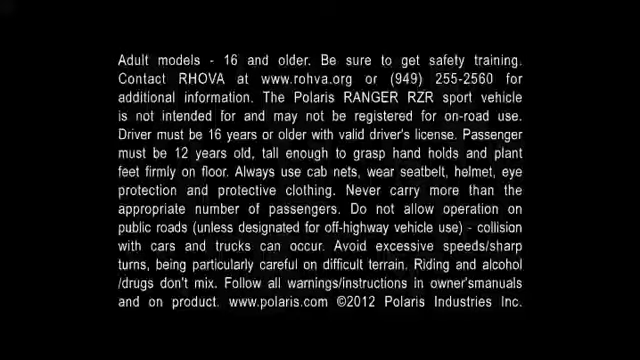 Adult models - 16 and older. Be sure to get safety training.
Contact RHOVA at www.rohva.org or (949) 255-2560 for
additional information. The Polaris RANGER RZR sport vehicle
is not intended for and may not be registered for on-road use.
Driver must be 16 years or older with valid driver's license. Passenger
must be 12 years old, tall enough to grasp hand holds and plant
feet firmly on floor. Always use cab nets, wear seatbelt, helmet, eye
protection and protective clothing. Never carry more than the
appropriate number of passengers. Do not allow operation on
public roads (unless designated for off-highway vehicle use) - collision
with cars and trucks can occur. Avoid excessive speeds/sharp
turns, being particularly careful on difficult terrain. Riding and alcohol
/drugs don't mix. Follow all warnings/instructions in owner'smanuals
and on product. www.polaris.com ©2012 Polaris Industries Inc.